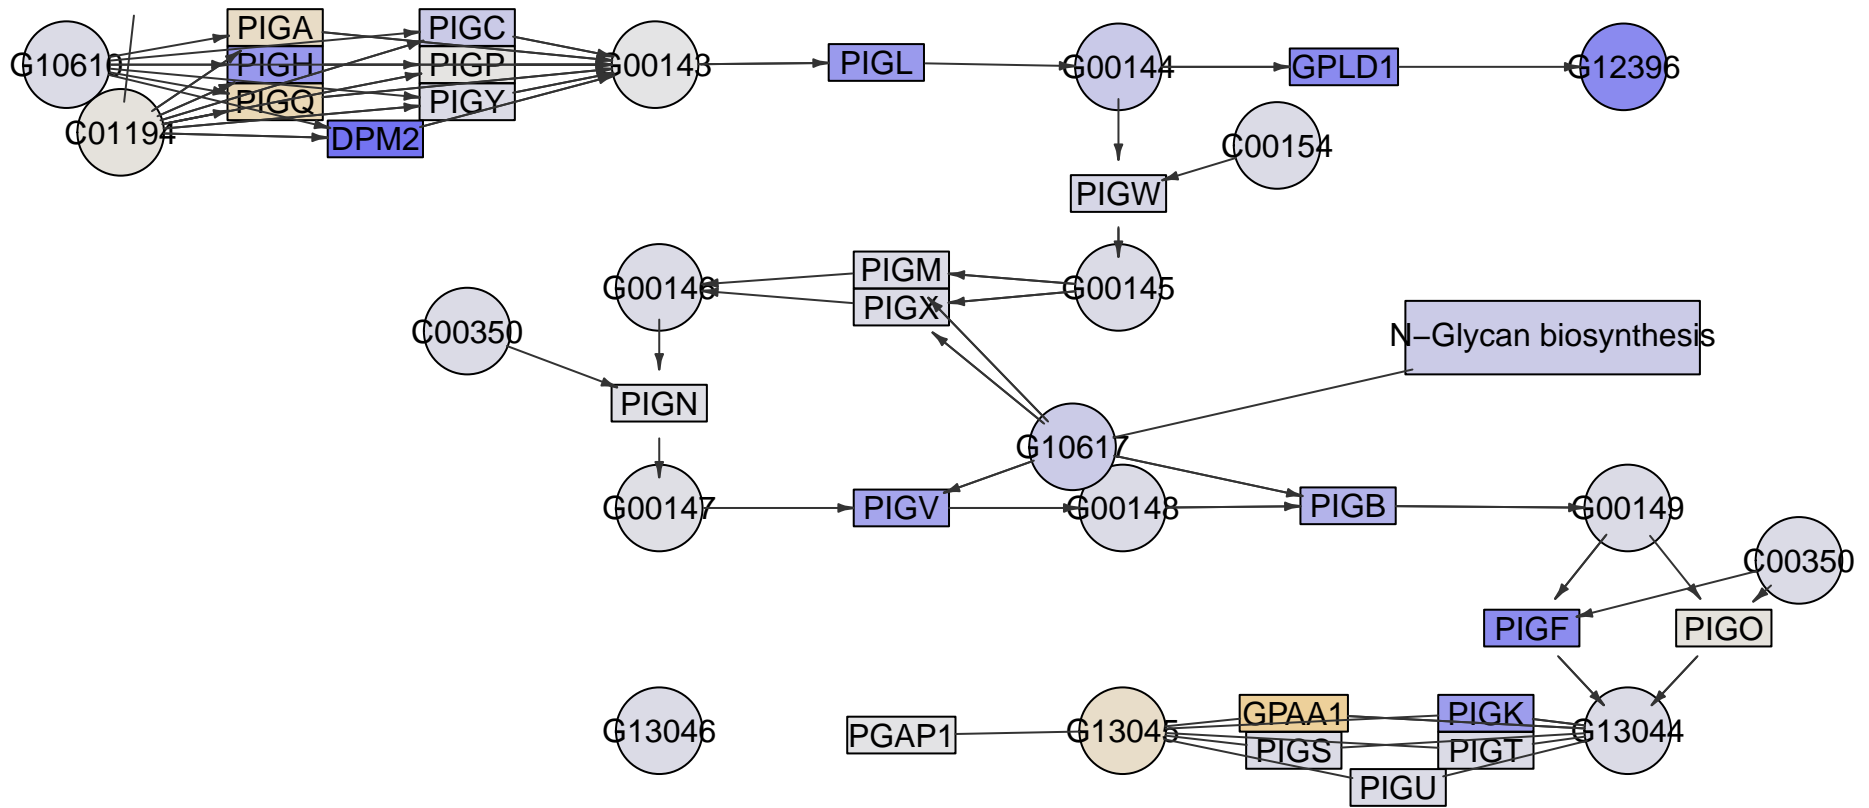 PIGA
PIGC
G10610
PIGH
PIGP
G00143
PIGL
G00144
GPLD1
G12396
PIGQ
PIGY
C01194
DPM2
C00154
PIGW
PIGM
G00146
G00145
PIGX
C00350
N–Glycan biosynthesis
PIGN
G10617
G00147
PIGV
G00148
PIGB
G00149
C00350
PIGF
PIGO
GPAA1
PIGK
G13046
PGAP1
G13045
G13044
PIGS
PIGT
PIGU